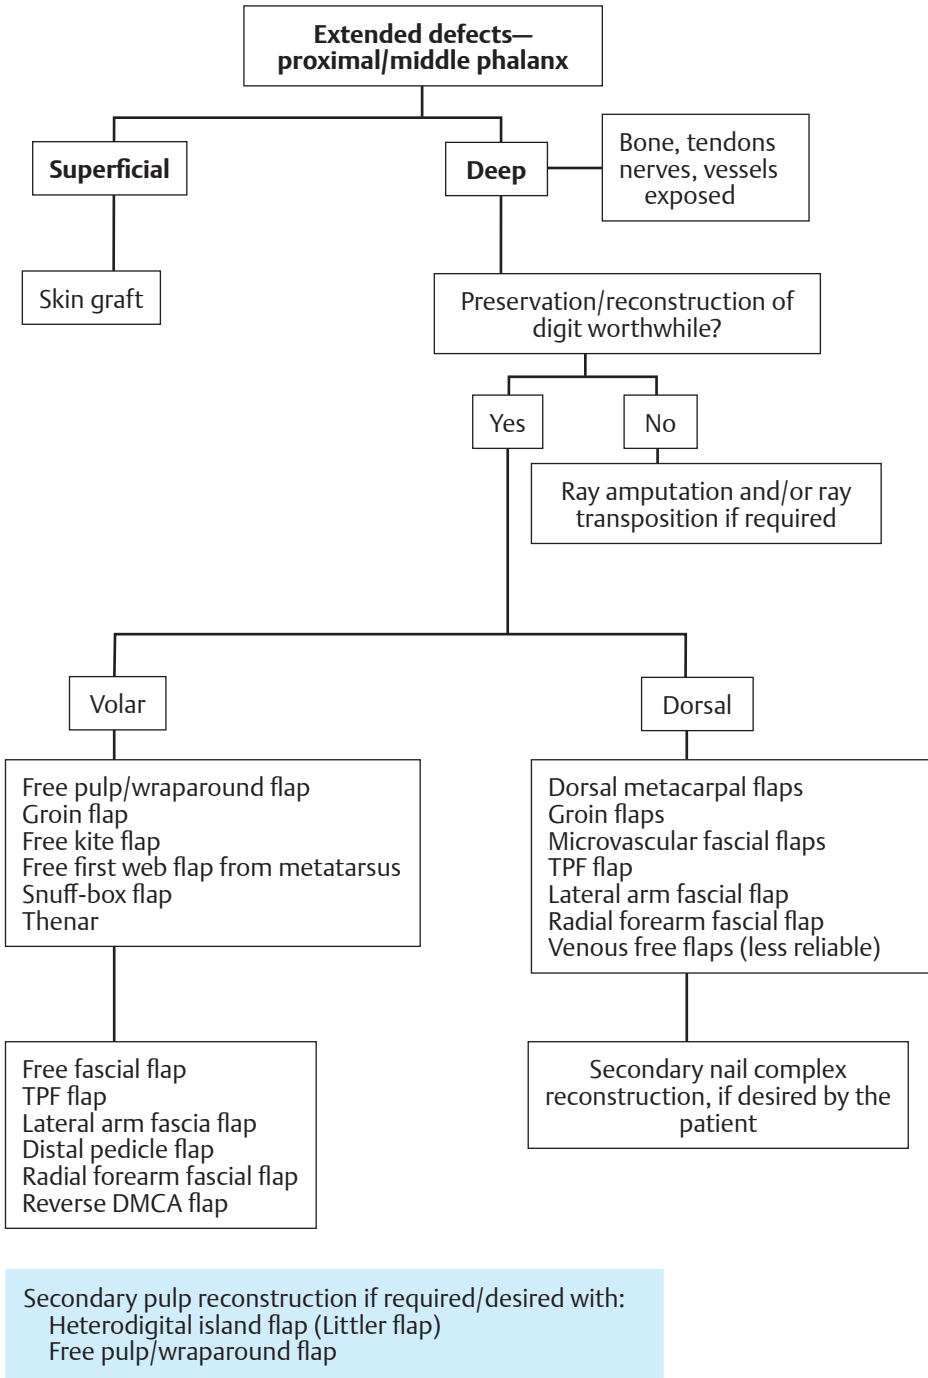 Extended defects—
proximal/middle phalanx
Superficial
Deep
Bone, tendons
nerves, vessels
exposed
Skin graft
Preservation/reconstruction of
digit worthwhile?
Yes
No
Ray amputation and/or ray
transposition if required
Volar
Dorsal
Free pulp/wraparound flap
Groin flap
Free kite flap
Free first web flap from metatarsus
Snuff-box flap
Thenar
Dorsal metacarpal flaps
Groin flaps
Microvascular fascial flaps
TPF flap
Lateral arm fascial flap
Radial forearm fascial flap
Venous free flaps (less reliable)
Free fascial flap
TPF flap
Lateral arm fascia flap
Distal pedicle flap
Radial forearm fascial flap
Reverse DMCA flap
Secondary nail complex
reconstruction, if desired by the
patient
Secondary pulp reconstruction if required/desired with:
Heterodigital island flap (Littler flap)
Free pulp/wraparound flap